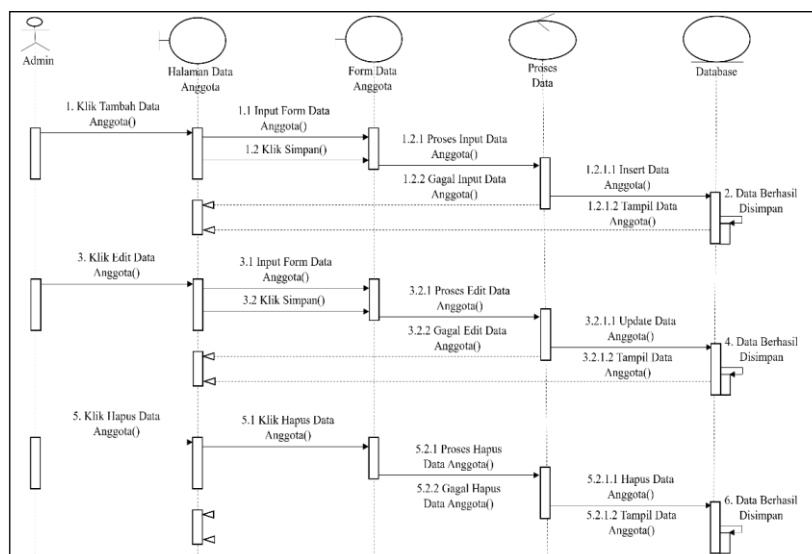 Admin
Halaman Data
Anggota
Form Data
Anggota
Proses
Data
Database
1. Klik Tambah Data
Anggota()
1.1 Input Form Data
Anggota()
1.2 Klik Simpan()
1.2.1 Proses Input Data
Anggota()
1.2.2 Gagal Input Data
Anggota()
1.2.1.1 Insert Data
Anggota()
1.2.1.2 Tampil Data
Anggota()
2. Data Berhasil
Disimpan
3. Klik Edit Data
Anggota()
3.1 Input Form Data
Anggota()
3.2 Klik Simpan()
3.2.1 Proses Edit Data
Anggota()
3.2.2 Gagal Edit Data
Anggota()
3.2.1.1 Update Data
Anggota()
3.2.1.2 Tampil Data
Anggota()
4. Data Berhasil
Disimpan
5. Klik Hapus Data
Anggota()
5.1 Klik Hapus Data
Anggota()
5.2.1 Proses Hapus
Data Anggota()
5.2.2 Gagal Hapus
Data Anggota()
5.2.1.1 Hapus Data
Anggota()
5.2.1.2 Tampil Data
Anggota()
6. Data Berhasil
Disimpan